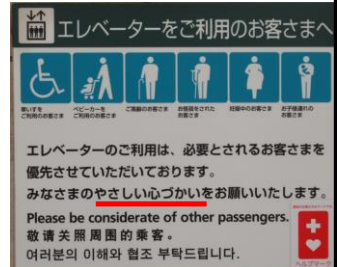 エレベーターをご利用のお客さまへ
車いすを
ご利用のお客さま
ベビーカーを
ご利用のお客さま
ご高齢のお客さま
お怪我をされた
お客さま
妊娠中のお客さま
お子様連れの
お客さま
エレベーターのご利用は、必要とされるお客さまを
優先させていただいております。
みなさまのやさしい心づかいをお願いいたします。
Please be considerate of other passengers.
敬请关照周围的乘客。
여러분의 이해와 협조 부탁드립니다.
ヘルプマーク